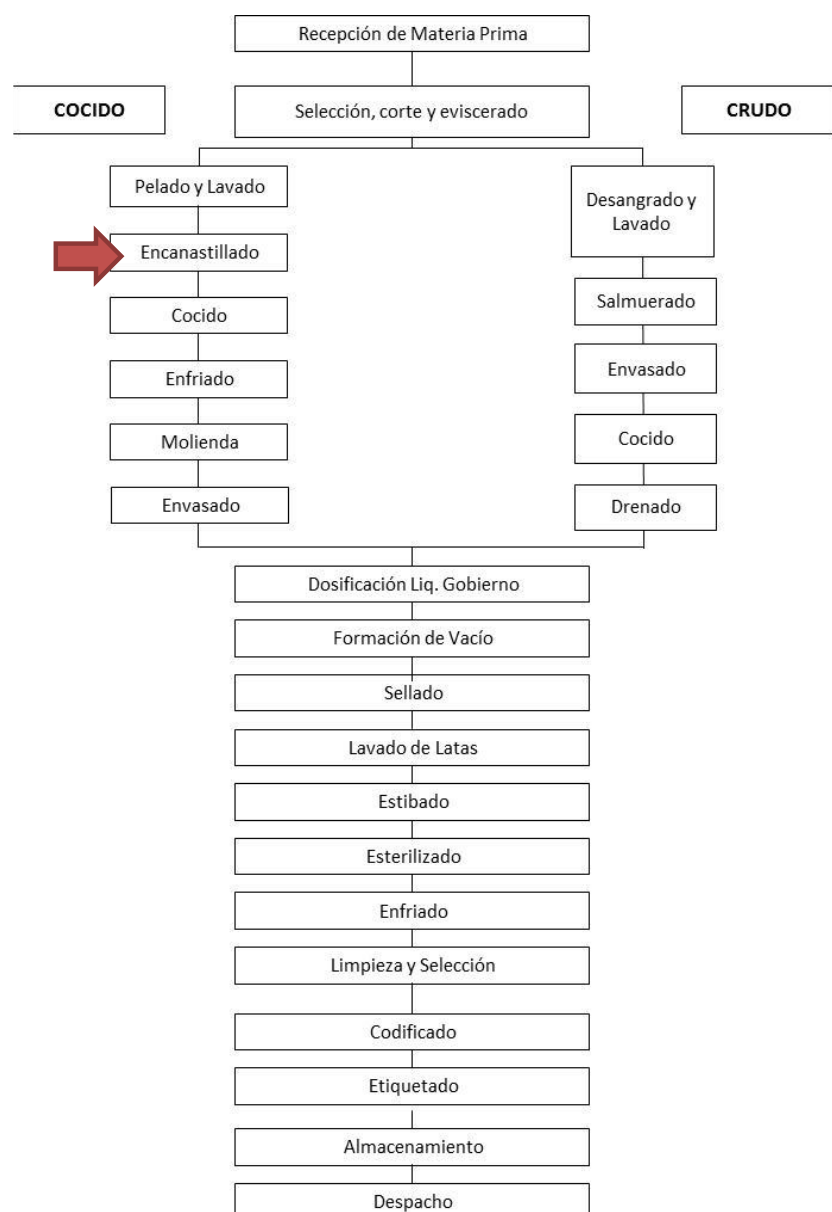 Recepción de Materia Prima
COCIDO
Selección, corte y eviscerado
CRUDO
Pelado y Lavado
Encanastillado
Cocido
Enfriado
Molienda
Envasado
Desangrado y
Lavado
Salmuerado
Envasado
Cocido
Drenado
Dosificación Liq. Gobierno
Formación de Vacío
Sellado
Lavado de Latas
Estibado
Esterilizado
Enfriado
Limpieza y Selección
Codificado
Etiquetado
Almacenamiento
Despacho